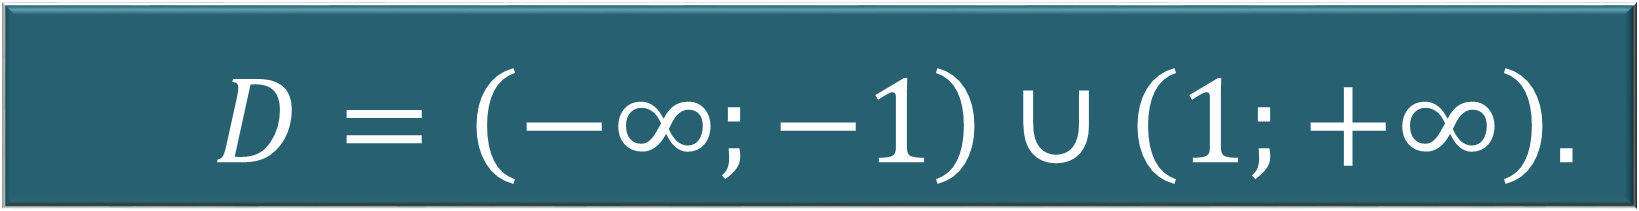 D = (−∞; −1) ∪ (1; +∞).